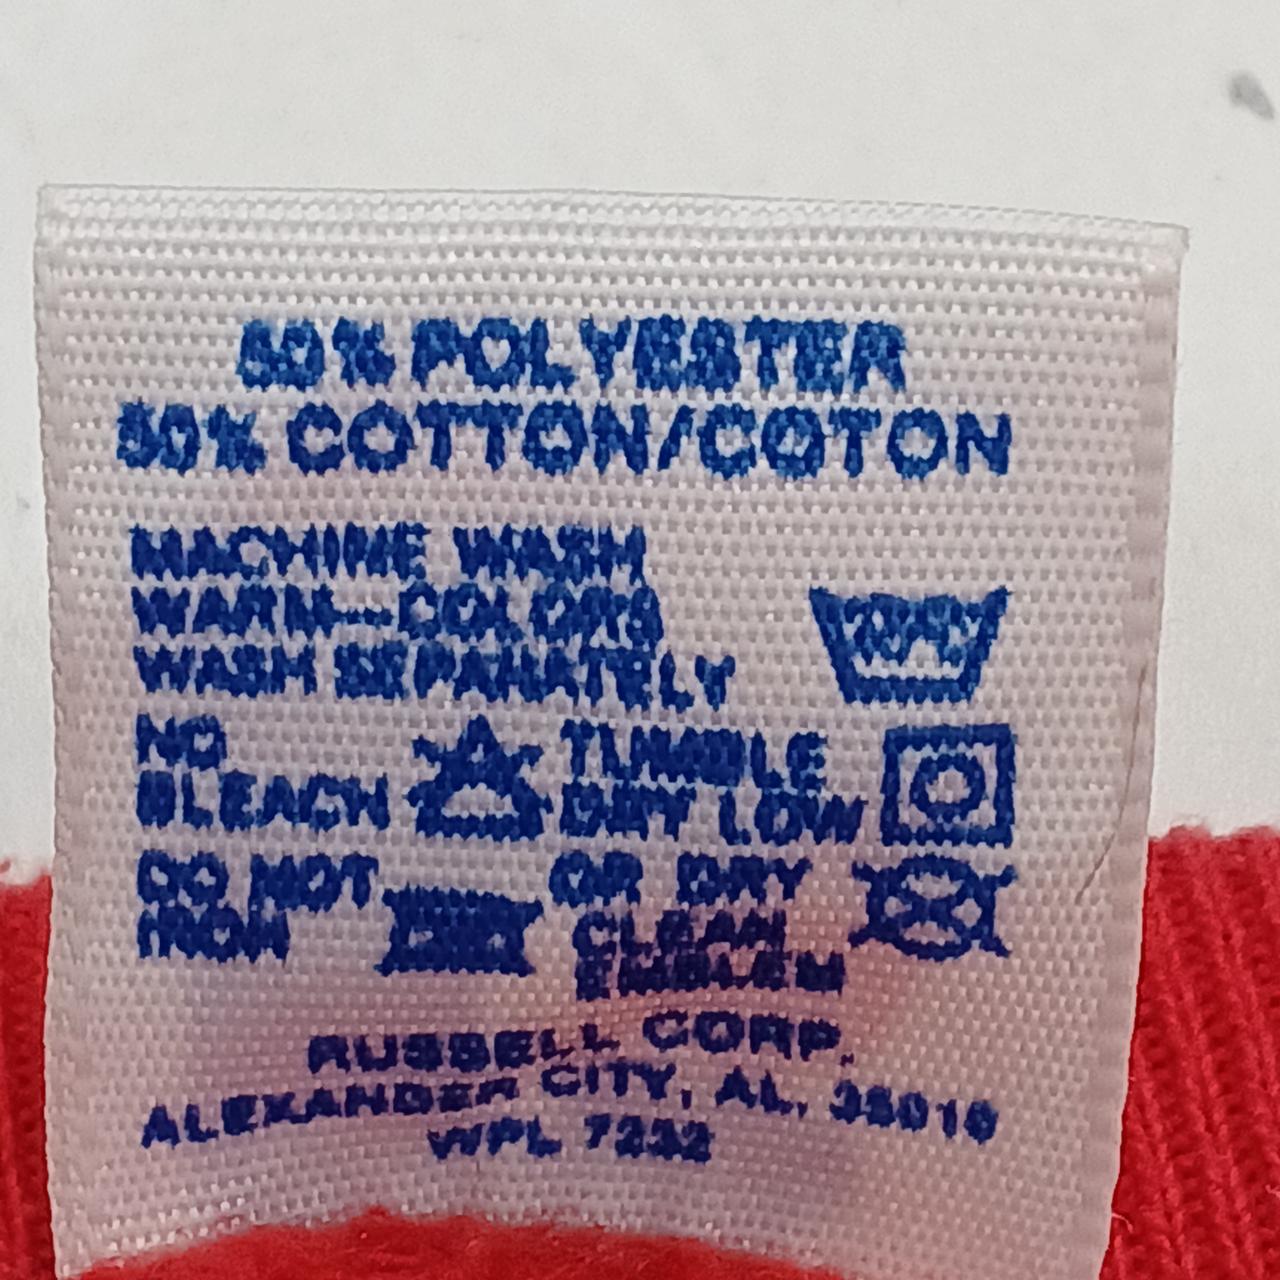 50% POLYESTER
50% COTTON/COTON
MACHINE WASH
WARM—COLORS
WASH SEPARATELY
NO
BLEACH
TUMBLE
DRY LOW
DO NOT
IRON
OR DRY
CLEAN
EMBLEM
RUSSELL CORP.
ALEXANDER CITY, AL. 35010
WPL 7232